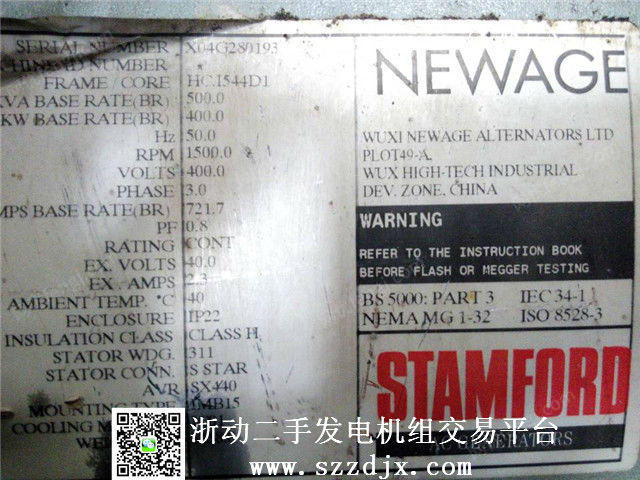 SERIAL NUMBER X04G280193
FRAME / CORE HCI544D1
KVA BASE RATE(BR) 500.0
KW BASE RATE(BR) 400.0
Hz 50.0
RPM 1500.0
VOLTS 400.0
PHASE 3.0
MPS BASE RATE(BR) 721.7
PF 0.8
RATING CONT
EX. VOLTS 40.0
EX. AMPS 2.3
AMBIENT TEMP. °C 40
ENCLOSURE IP22
INSULATION CLASS CLASS H
STATOR WDG. 311
STATOR CONN. S STAR
AVR SX440
MOUNTING TYPE IMB15
COOLING
NEWAGE
WUXI NEWAGE ALTERNATORS LTD
PLOT49-A,
WUX HIGH-TECH INDUSTRIAL
DEV. ZONE, CHINA
WARNING
REFER TO THE INSTRUCTION BOOK
BEFORE FLASH OR MEGGER TESTING
BS 5000: PART 3 IEC 34-1
NEMA MG 1-32 ISO 8528-3
STAMFORD
AC GENERATORS
浙动二手发电机组交易平台
www.szzdjx.com